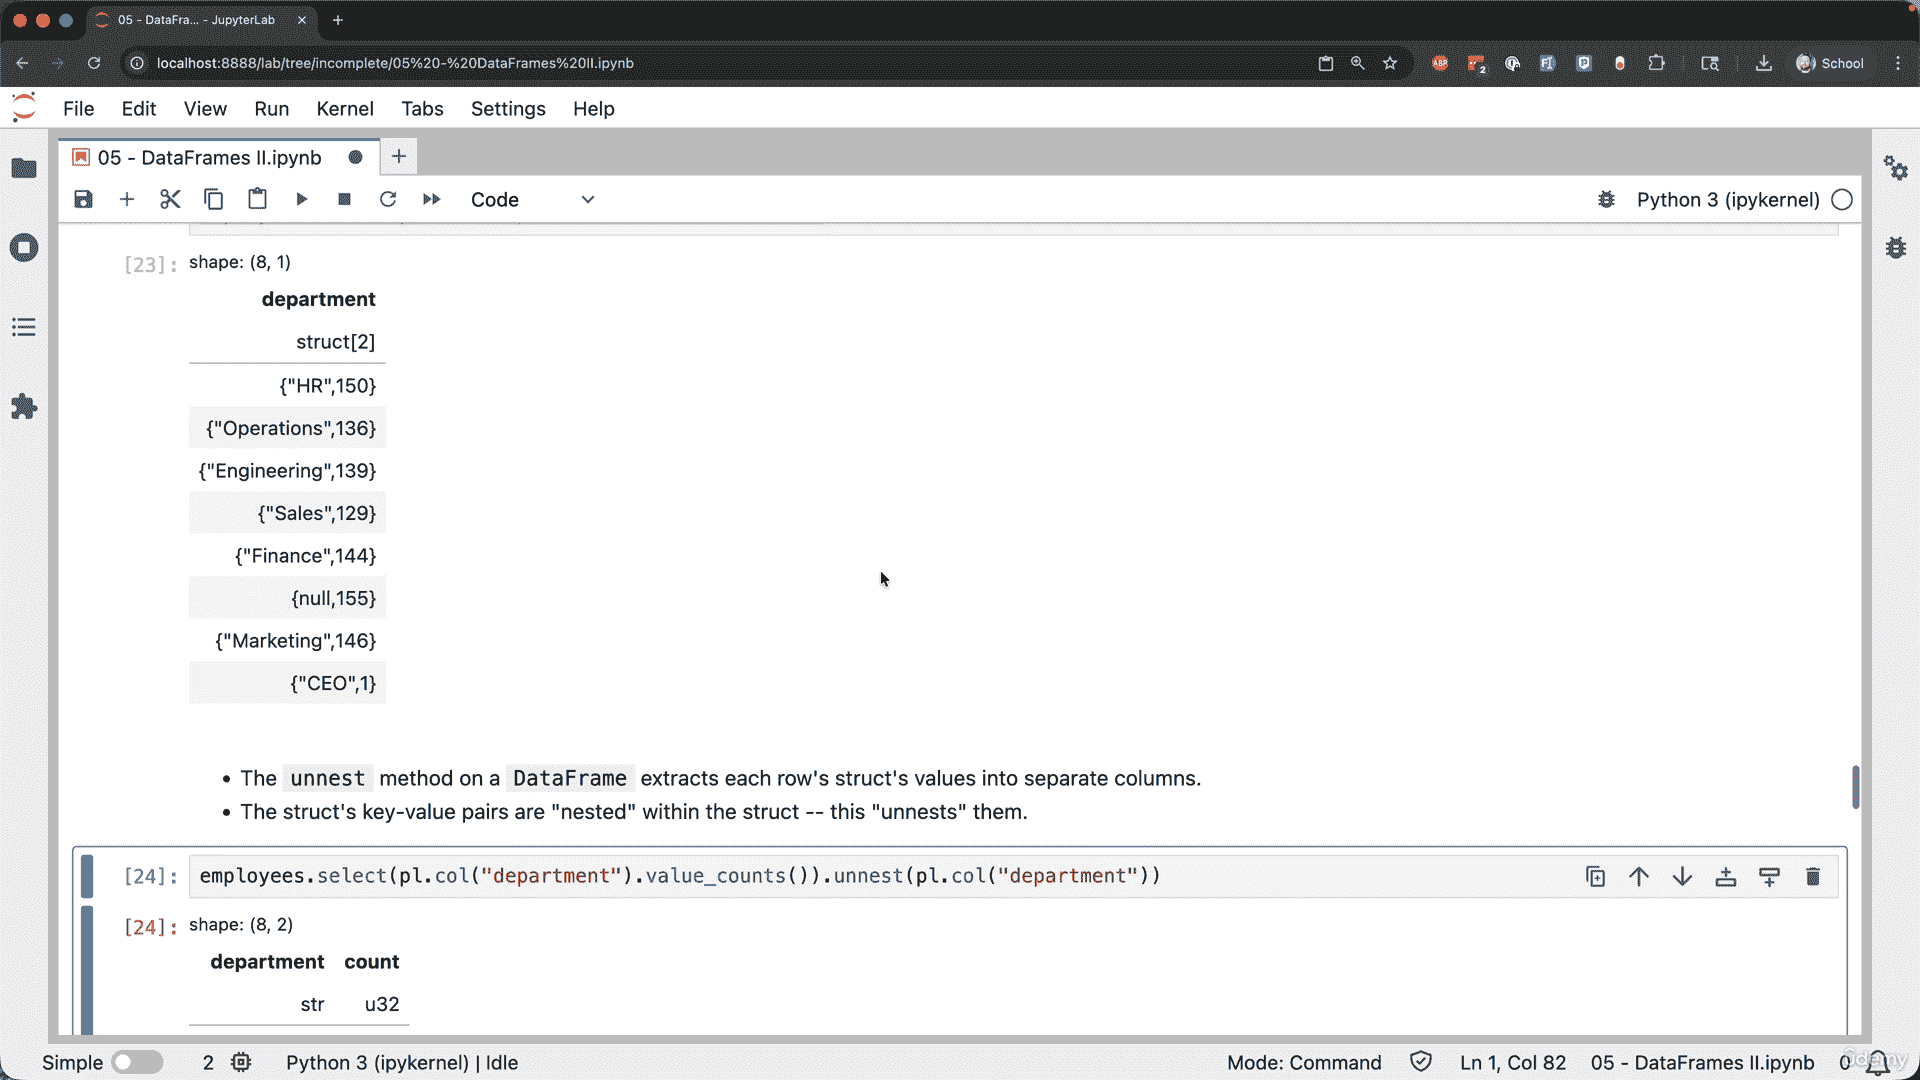 05 - DataFra... - JupyterLab
localhost:8888/lab/tree/incomplete/05%20-%20DataFrames%20II.ipynb
ABP
2
School
File Edit View Run Kernel Tabs Settings Help
05 - DataFrames II.ipynb
Code
Python 3 (ipykernel)
[23]: shape: (8, 1)
department
struct[2]
{"HR",150}
{"Operations",136}
{"Engineering",139}
{"Sales",129}
{"Finance",144}
{null,155}
{"Marketing",146}
{"CEO",1}
• The unnest method on a DataFrame extracts each row's struct's values into separate columns.
• The struct's key-value pairs are "nested" within the struct -- this "unnests" them.
[24]: employees.select(pl.col("department").value_counts()).unnest(pl.col("department"))
[24]: shape: (8, 2)
department count
str u32
Simple 2 Python 3 (ipykernel) | Idle Mode: Command Ln 1, Col 82 05 - DataFrames II.ipynb 0
Udemy